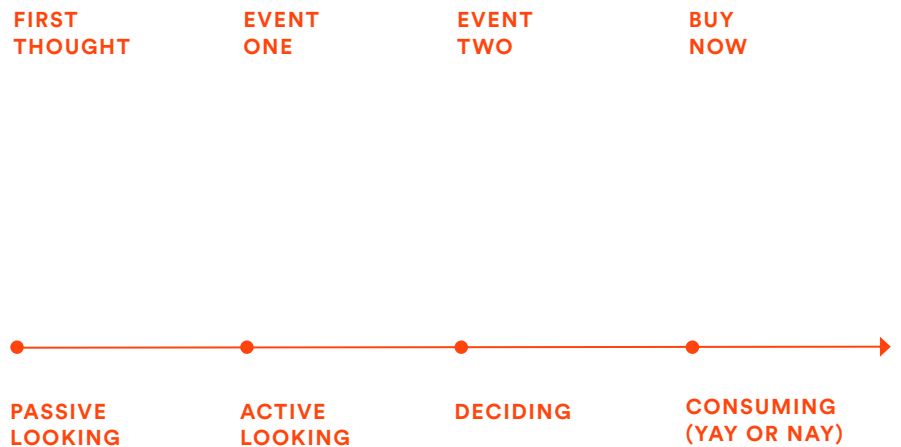 FIRST
THOUGHT
EVENT
ONE
EVENT
TWO
BUY
NOW
PASSIVE
LOOKING
ACTIVE
LOOKING
DECIDING
CONSUMING
(YAY OR NAY)